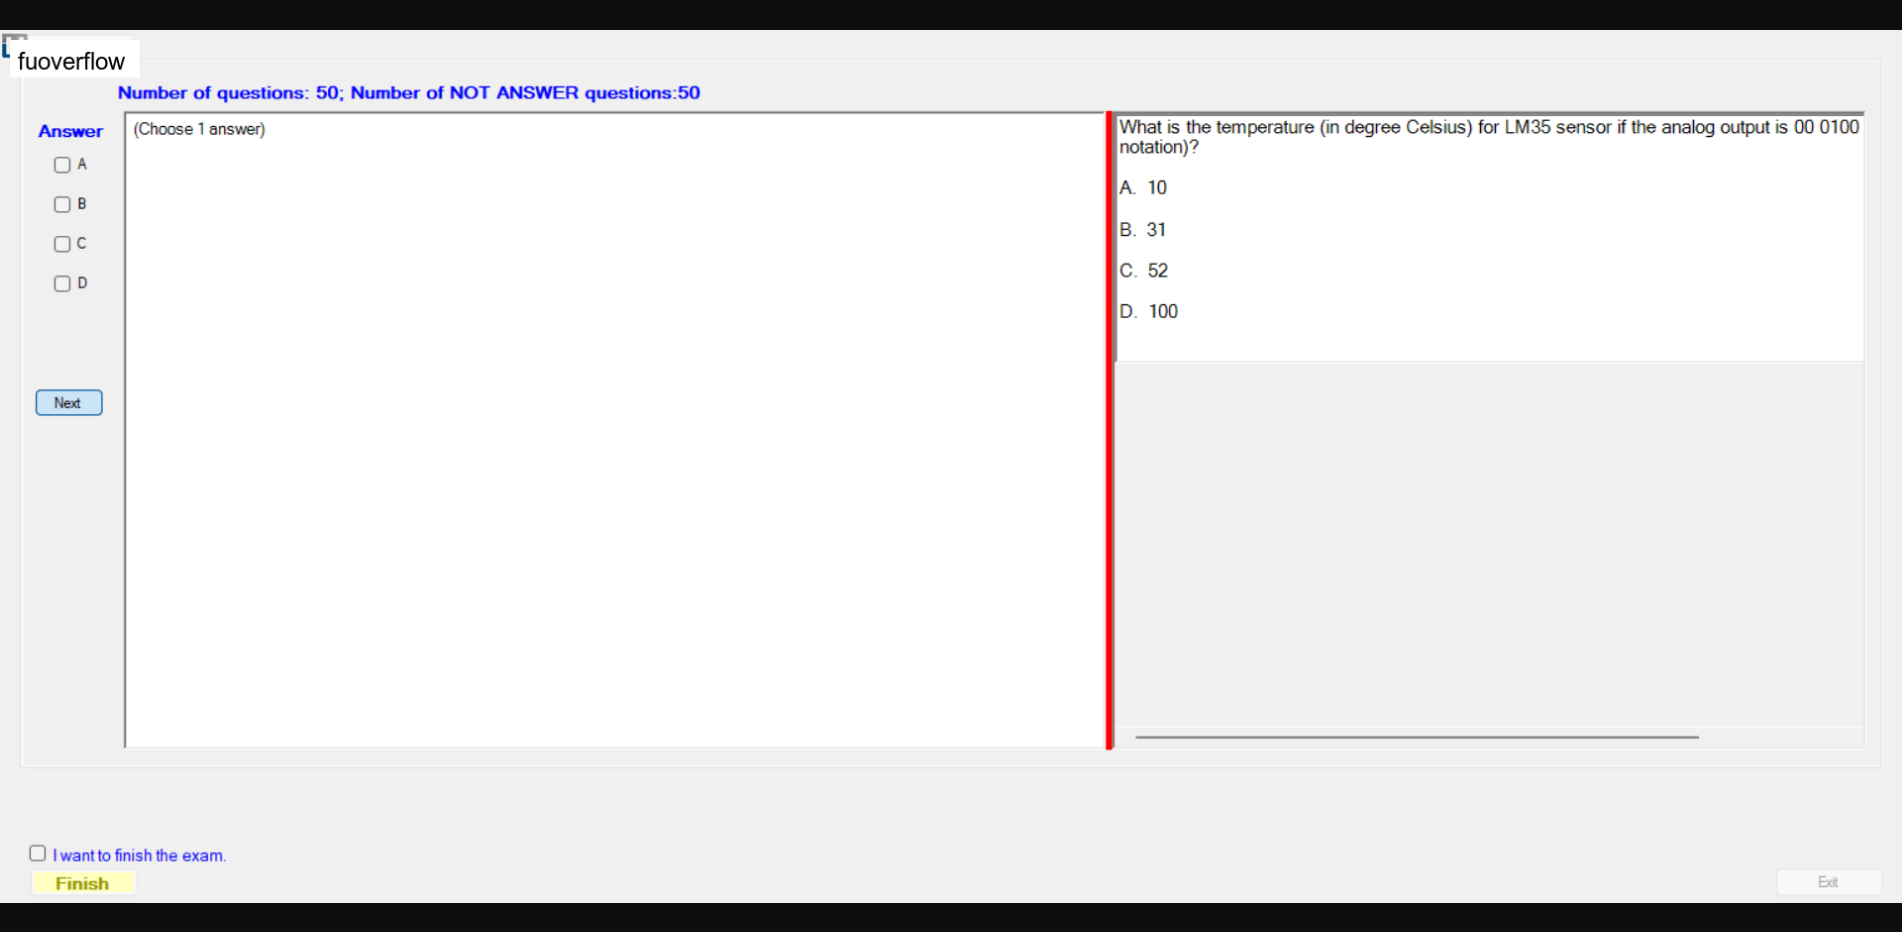 fuoverflow
Number of questions: 50; Number of NOT ANSWER questions:50
Answer
A
B
C
D
Next
(Choose 1 answer)
What is the temperature (in degree Celsius) for LM35 sensor if the analog output is 00 0100
notation)?
A. 10
B. 31
C. 52
D. 100
I want to finish the exam.
Finish
Exit